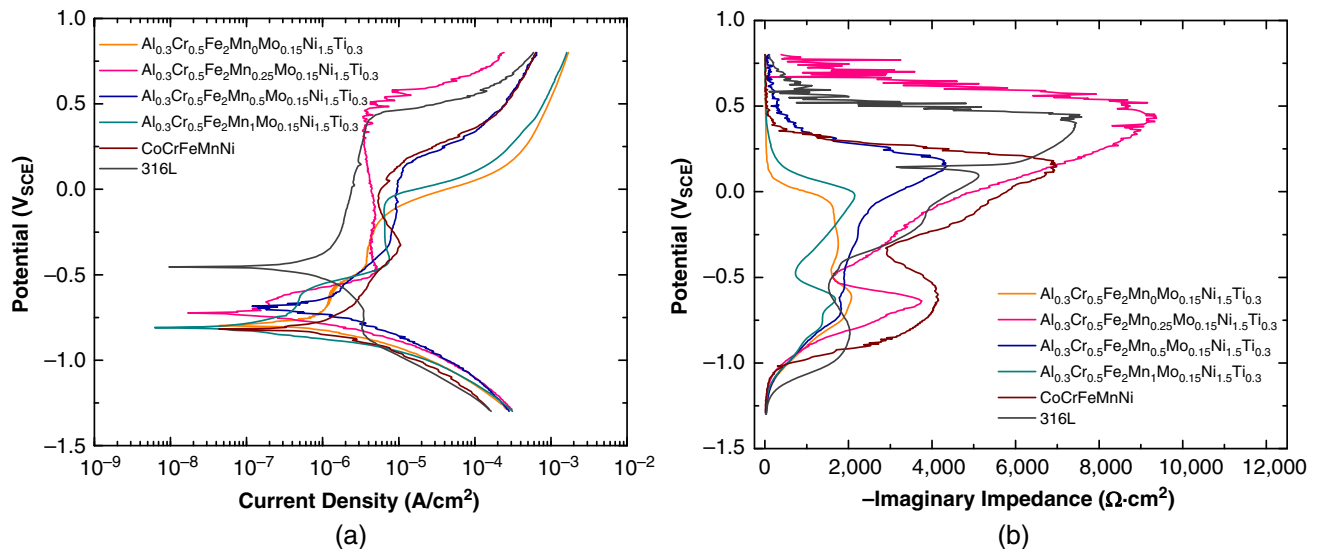 1.0
0.5
0.0
−0.5
−1.0
−1.5
Potential (V_SCE)
Al0.3Cr0.5Fe2Mn0Mo0.15Ni1.5Ti0.3
Al0.3Cr0.5Fe2Mn0.25Mo0.15Ni1.5Ti0.3
Al0.3Cr0.5Fe2Mn0.5Mo0.15Ni1.5Ti0.3
Al0.3Cr0.5Fe2Mn1Mo0.15Ni1.5Ti0.3
CoCrFeMnNi
316L
10⁻⁹ 10⁻⁸ 10⁻⁷ 10⁻⁶ 10⁻⁵ 10⁻⁴ 10⁻³ 10⁻²
Current Density (A/cm²)
(a)
1.0
0.5
0.0
−0.5
−1.0
−1.5
Potential (V_SCE)
Al0.3Cr0.5Fe2Mn0Mo0.15Ni1.5Ti0.3
Al0.3Cr0.5Fe2Mn0.25Mo0.15Ni1.5Ti0.3
Al0.3Cr0.5Fe2Mn0.5Mo0.15Ni1.5Ti0.3
Al0.3Cr0.5Fe2Mn1Mo0.15Ni1.5Ti0.3
CoCrFeMnNi
316L
0 2,000 4,000 6,000 8,000 10,000 12,000
−Imaginary Impedance (Ω·cm²)
(b)